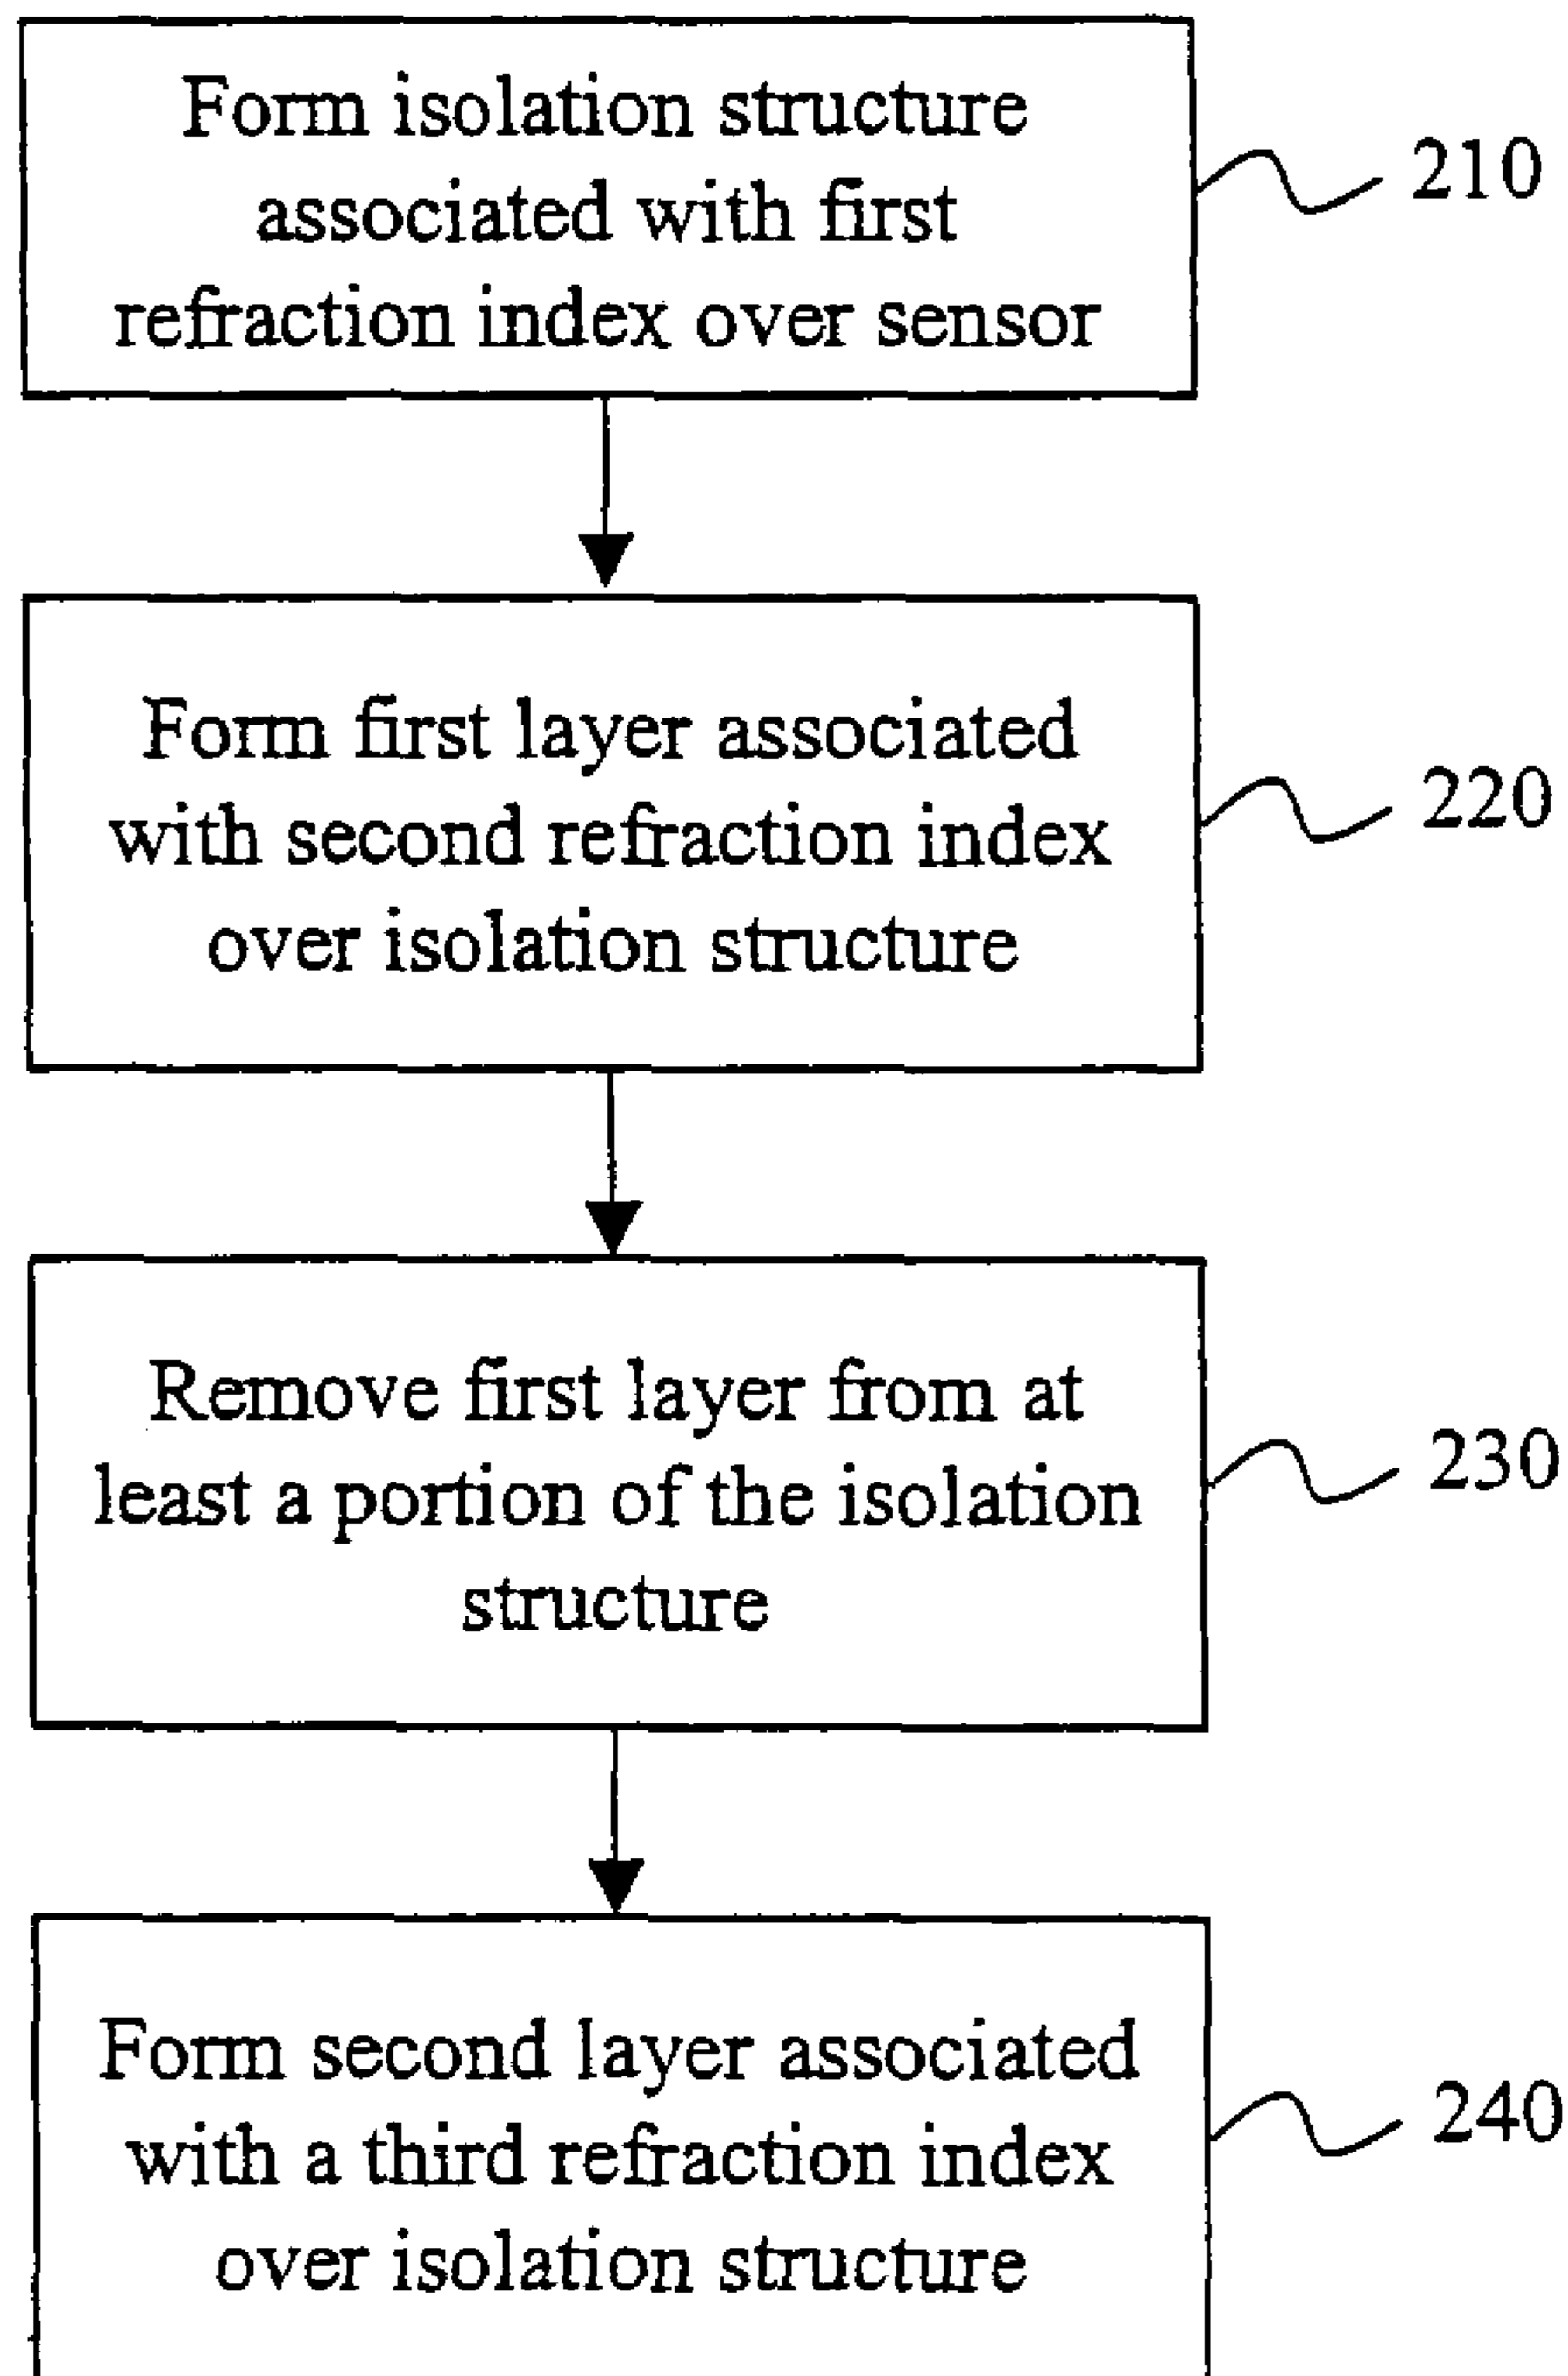 Form isolation structure
associated with first
refraction index over sensor
210
Form first layer associated
with second refraction index
over isolation structure
220
Remove first layer from at
least a portion of the isolation
structure
230
Form second layer associated
with a third refraction index
over isolation structure
240